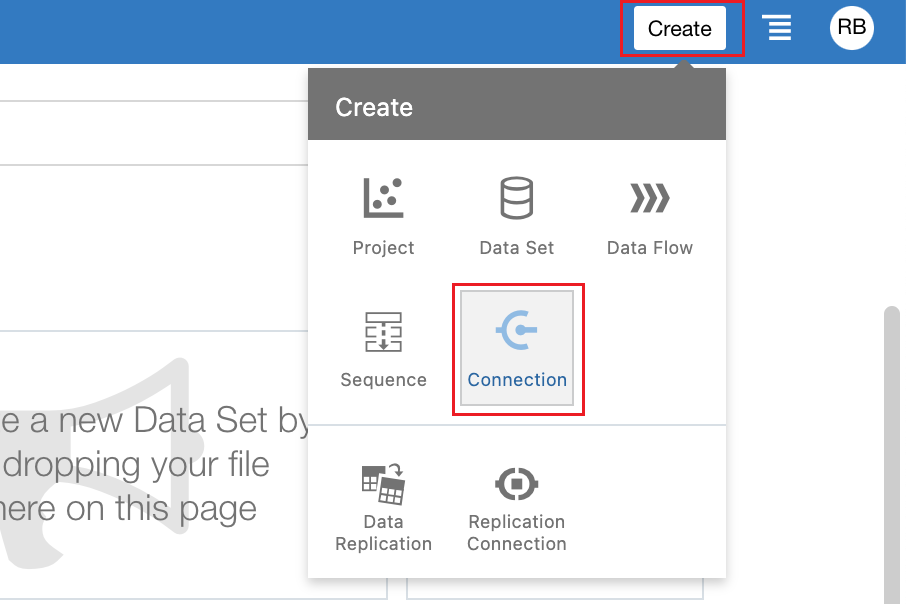 Create
RB
Create
Project
Data Set
Data Flow
Sequence
Connection
e a new Data Set by
dropping your file
here on this page
Data
Replication
Replication
Connection